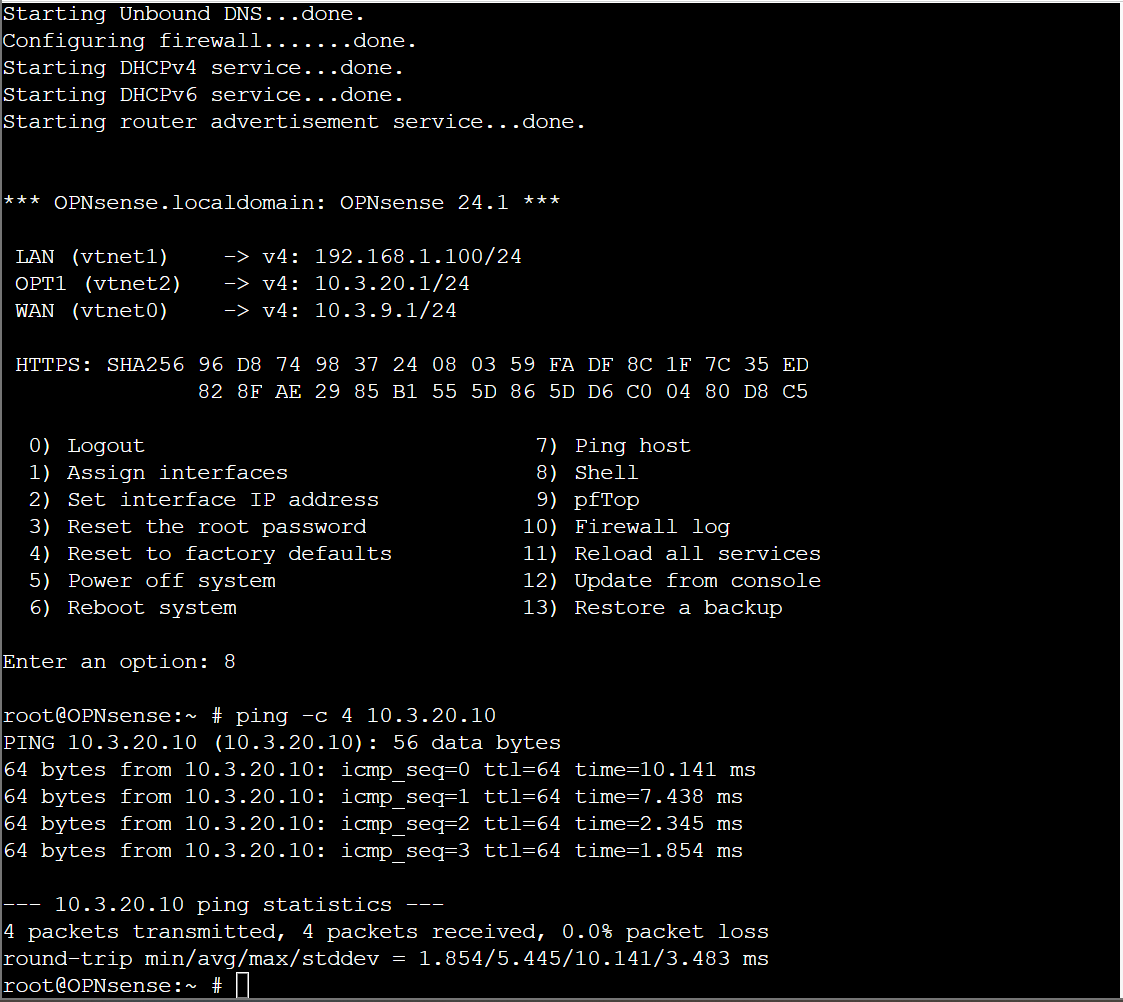 Starting Unbound DNS...done.
Configuring firewall.......done.
Starting DHCPv4 service...done.
Starting DHCPv6 service...done.
Starting router advertisement service...done.
*** OPNsense.localdomain: OPNsense 24.1 ***
LAN (vtnet1) -> v4: 192.168.1.100/24
OPT1 (vtnet2) -> v4: 10.3.20.1/24
WAN (vtnet0) -> v4: 10.3.9.1/24
HTTPS: SHA256 96 D8 74 98 37 24 08 03 59 FA DF 8C 1F 7C 35 ED
82 8F AE 29 85 B1 55 5D 86 5D D6 C0 04 80 D8 C5
0) Logout 7) Ping host
1) Assign interfaces 8) Shell
2) Set interface IP address 9) pfTop
3) Reset the root password 10) Firewall log
4) Reset to factory defaults 11) Reload all services
5) Power off system 12) Update from console
6) Reboot system 13) Restore a backup
Enter an option: 8
root@OPNsense:~ # ping -c 4 10.3.20.10
PING 10.3.20.10 (10.3.20.10): 56 data bytes
64 bytes from 10.3.20.10: icmp_seq=0 ttl=64 time=10.141 ms
64 bytes from 10.3.20.10: icmp_seq=1 ttl=64 time=7.438 ms
64 bytes from 10.3.20.10: icmp_seq=2 ttl=64 time=2.345 ms
64 bytes from 10.3.20.10: icmp_seq=3 ttl=64 time=1.854 ms
--- 10.3.20.10 ping statistics ---
4 packets transmitted, 4 packets received, 0.0% packet loss
round-trip min/avg/max/stddev = 1.854/5.445/10.141/3.483 ms
root@OPNsense:~ #